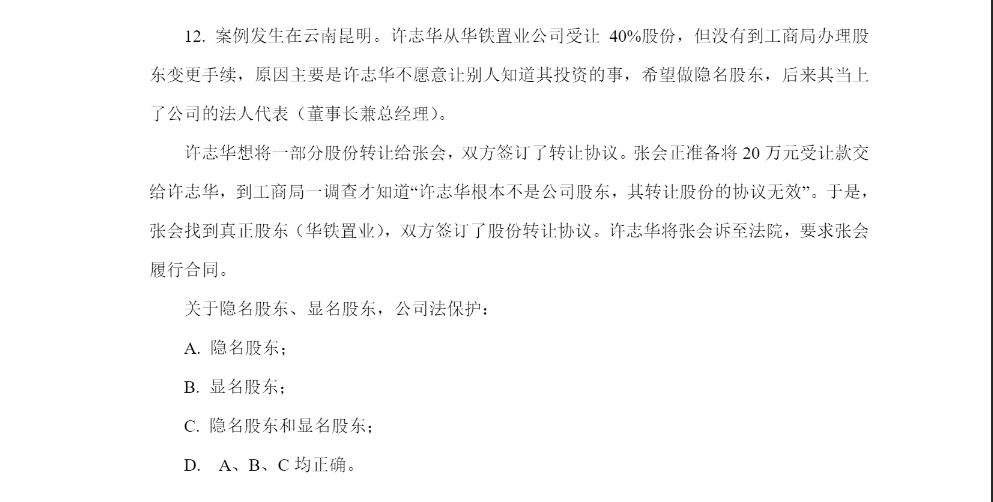 12. 案例发生在云南昆明。许志华从华铁置业公司受让 40%股份，但没有到工商局办理股
东变更手续，原因主要是许志华不愿意让别人知道其投资的事，希望做隐名股东，后来其当上
了公司的法人代表（董事长兼总经理）。
许志华想将一部分股份转让给张会，双方签订了转让协议。张会正准备将 20 万元受让款交
给许志华，到工商局一调查才知道“许志华根本不是公司股东，其转让股份的协议无效”。于是，
张会找到真正股东（华铁置业），双方签订了股份转让协议。许志华将张会诉至法院，要求张会
履行合同。
关于隐名股东、显名股东，公司法保护：
A. 隐名股东；
B. 显名股东；
C. 隐名股东和显名股东；
D. A、B、C 均正确。